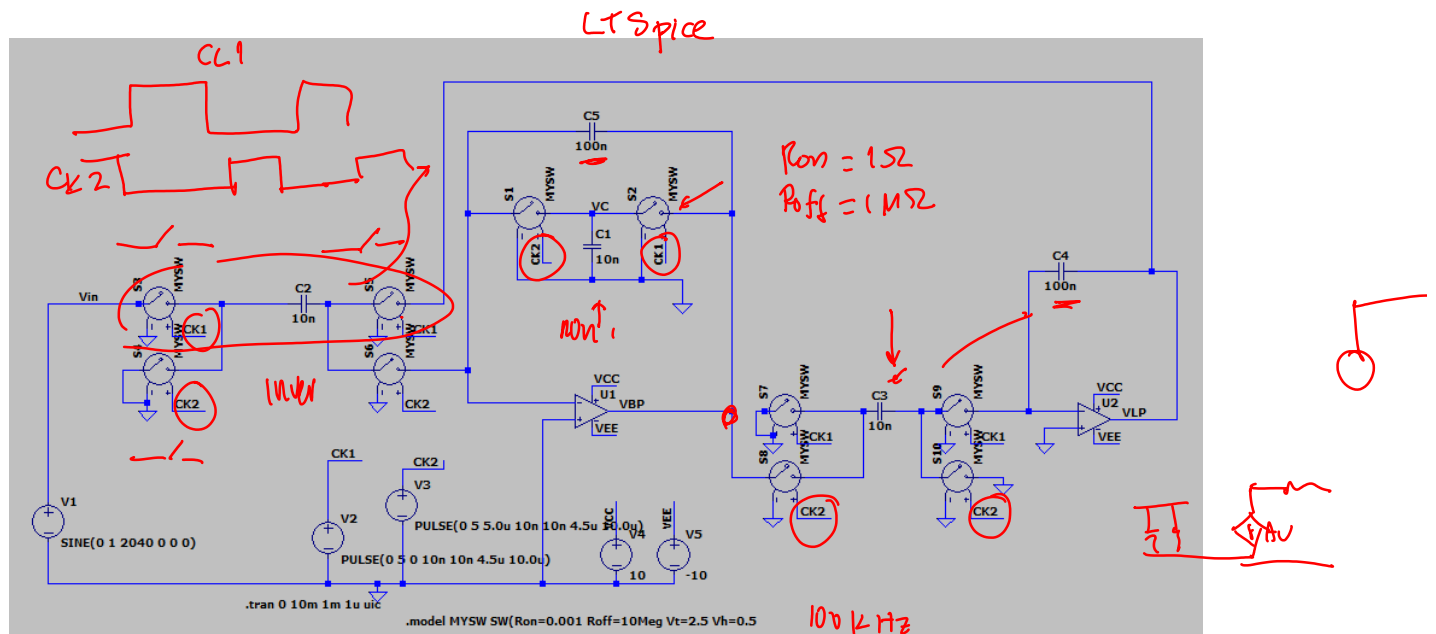 LTSpice
CL1
CK2
C5
100n
Ron = 1Ω
Roff = 1MΩ
S1
MYSW
VC
S2
MYSW
C1
10n
CK2
CK1
C4
100n
Vin
S3
MYSW
C2
10n
S5
MYSW
CK1
CK1
S4
MYSW
S6
MYSW
CK2
CK2
VCC
U1
VBP
VEE
S7
MYSW
C3
10n
S9
MYSW
VCC
U2
VLP
VEE
CK1
CK1
S8
MYSW
S10
MYSW
CK2
CK2
CK1
CK2
V1
SINE(0 1 2040 0 0 0)
V2
PULSE(0 5 0 10n 10n 4.5u 10.0u)
V3
PULSE(0 5 5.0u 10n 10n 4.5u 10.0u)
VCC
V4
10
VEE
V5
-10
AV
.tran 0 10m 1m 1u uic
.model MYSW SW(Ron=0.001 Roff=10Meg Vt=2.5 Vh=0.5
100 KHz